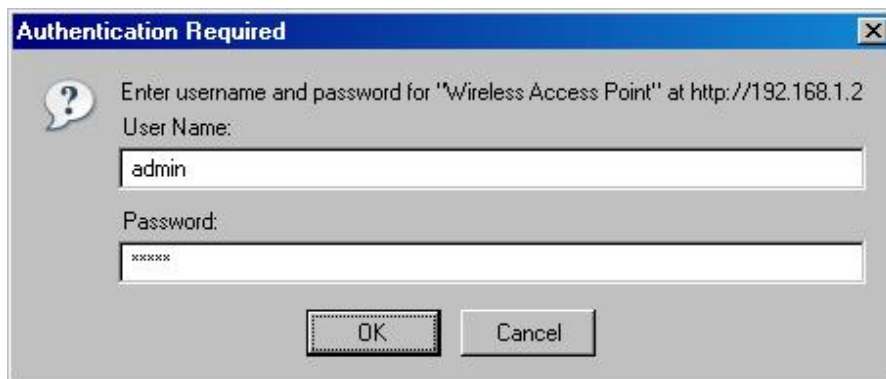 Authentication Required
Enter username and password for "Wireless Access Point" at http://192.168.1.2
User Name:
admin
Password:
*****
OK
Cancel